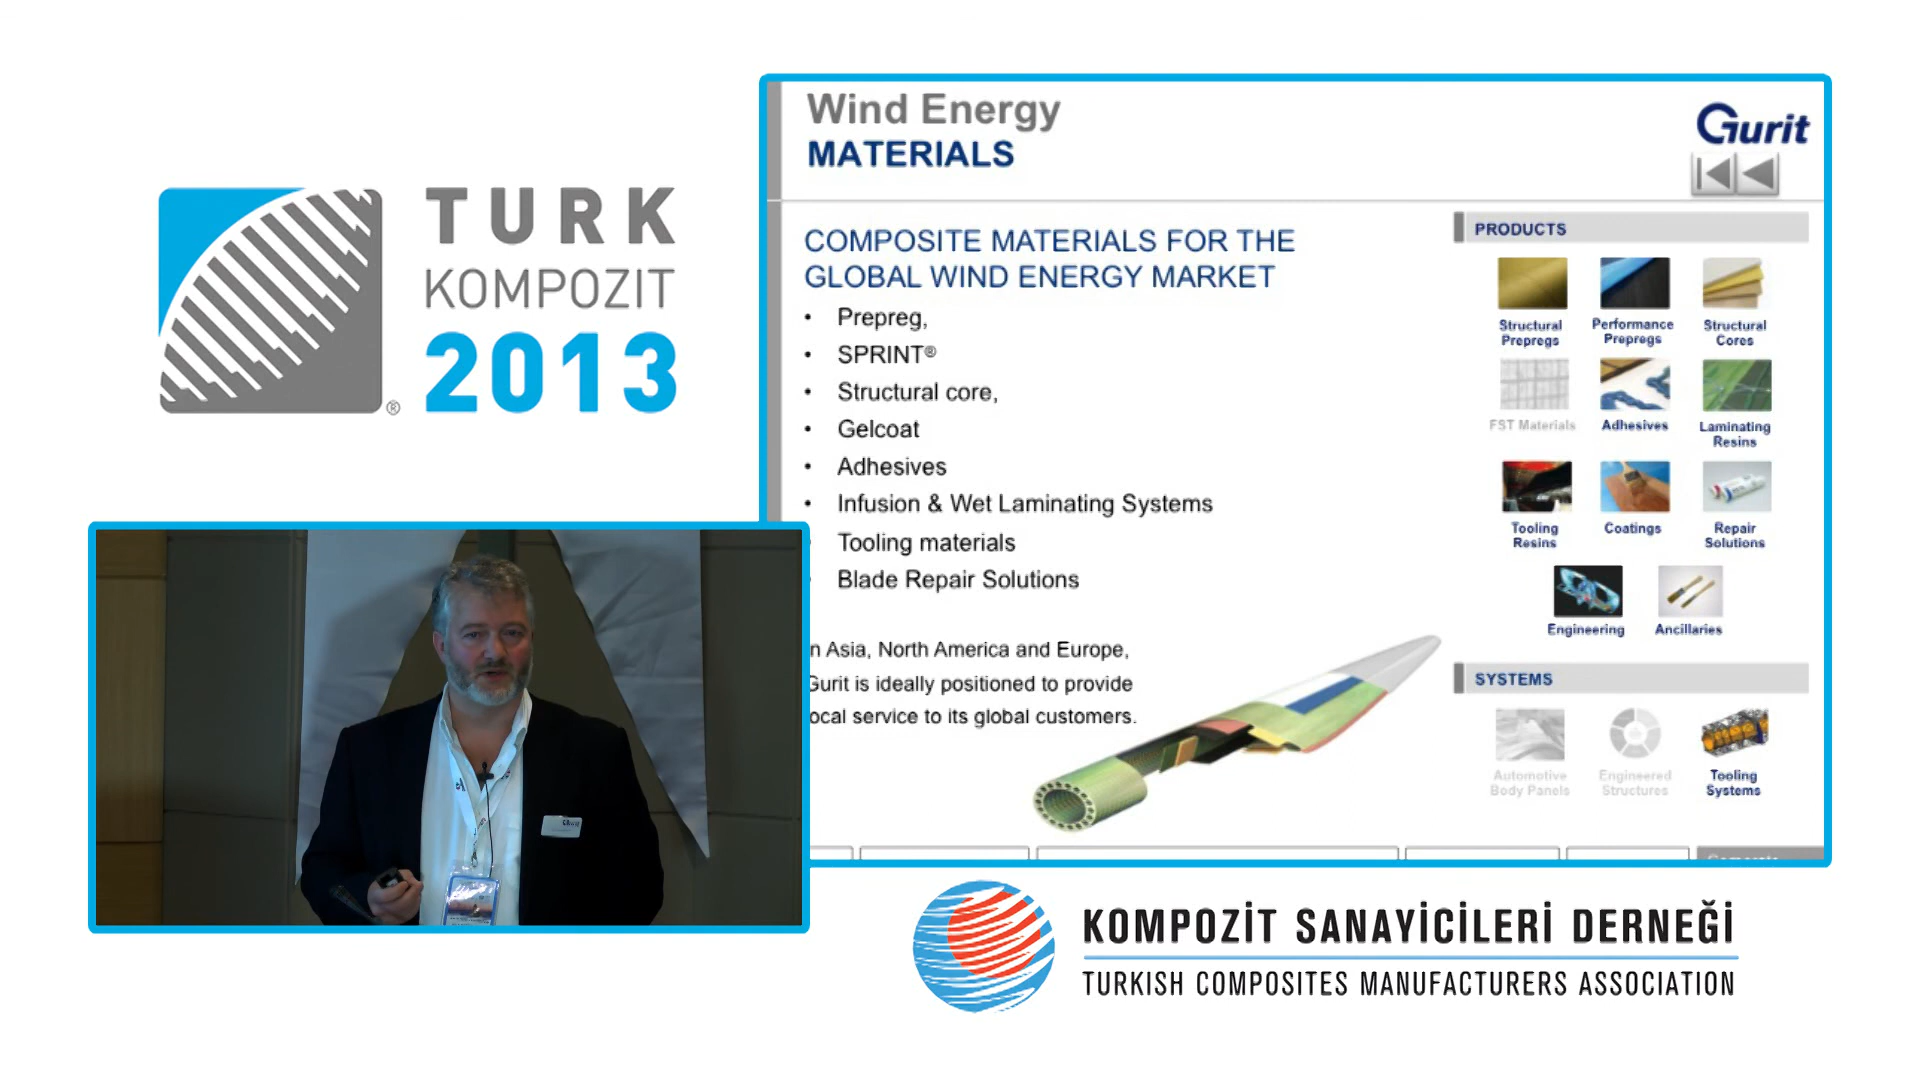 TURK
KOMPOZIT
2013
®
Wind Energy
MATERIALS
Gurit
COMPOSITE MATERIALS FOR THE
GLOBAL WIND ENERGY MARKET
• Prepreg,
• SPRINT®
• Structural core,
• Gelcoat
• Adhesives
• Infusion & Wet Laminating Systems
Tooling materials
Blade Repair Solutions
n Asia, North America and Europe,
Gurit is ideally positioned to provide
ocal service to its global customers.
PRODUCTS
Structural
Prepregs
Performance
Prepregs
Structural
Cores
FST Materials
Adhesives
Laminating
Resins
Tooling
Resins
Coatings
Repair
Solutions
Engineering
Ancillaries
SYSTEMS
Automotive
Body Panels
Engineered
Structures
Tooling
Systems
KOMPOZİT SANAYİCİLERİ DERNEĞİ
TURKISH COMPOSITES MANUFACTURERS ASSOCIATION